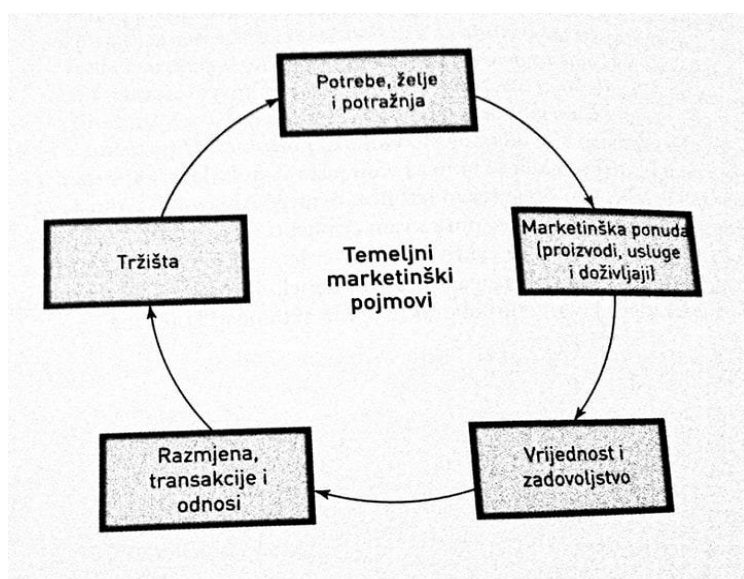 Potrebe, želje
i potražnja
Marketinška ponuda
(proizvodi, usluge
i doživljaji)
Vrijednost i
zadovoljstvo
Razmjena,
transakcije i
odnosi
Tržišta
Temeljni
marketinški
pojmovi